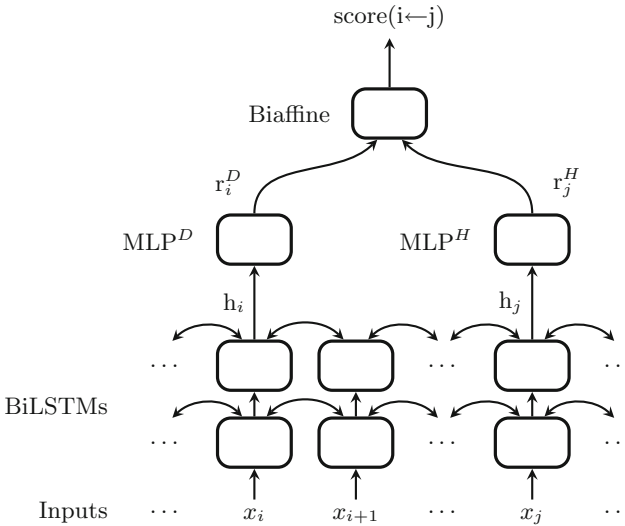 score(i←j)
Biaffine
r_i^D r_j^H
MLP^D MLP^H
h_i h_j
··· ··· ··
BiLSTMs
··· ··· ··
Inputs ··· x_i x_{i+1} ··· x_j ··